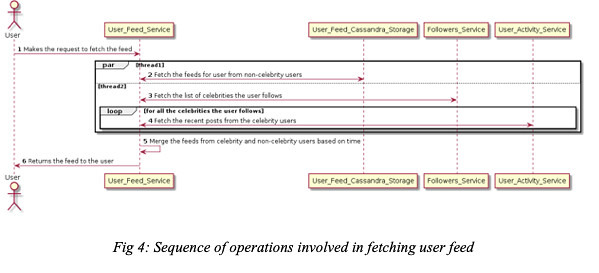 User
User_Feed_Service
User_Feed_Cassandra_Storage
Followers_Service
User_Activity_Service
1 Makes the request to fetch the feed
par
[thread1]
2 Fetch the feeds for user from non-celebrity users
[thread2]
3 Fetch the list of celebrities the user follows
loop
[for all the celebrities the user follows]
4 Fetch the recent posts from the celebrity users
5 Merge the feeds from celebrity and non-celebrity users based on time
6 Returns the feed to the user
User
User_Feed_Service
User_Feed_Cassandra_Storage
Followers_Service
User_Activity_Service
Fig 4: Sequence of operations involved in fetching user feed